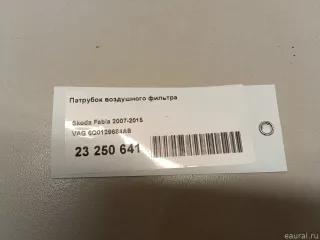 Патрубок воздушного фильтра
Skoda Fabia 2007-2015
VAG 6Q0129684AB
23 250 641
eaural.ru